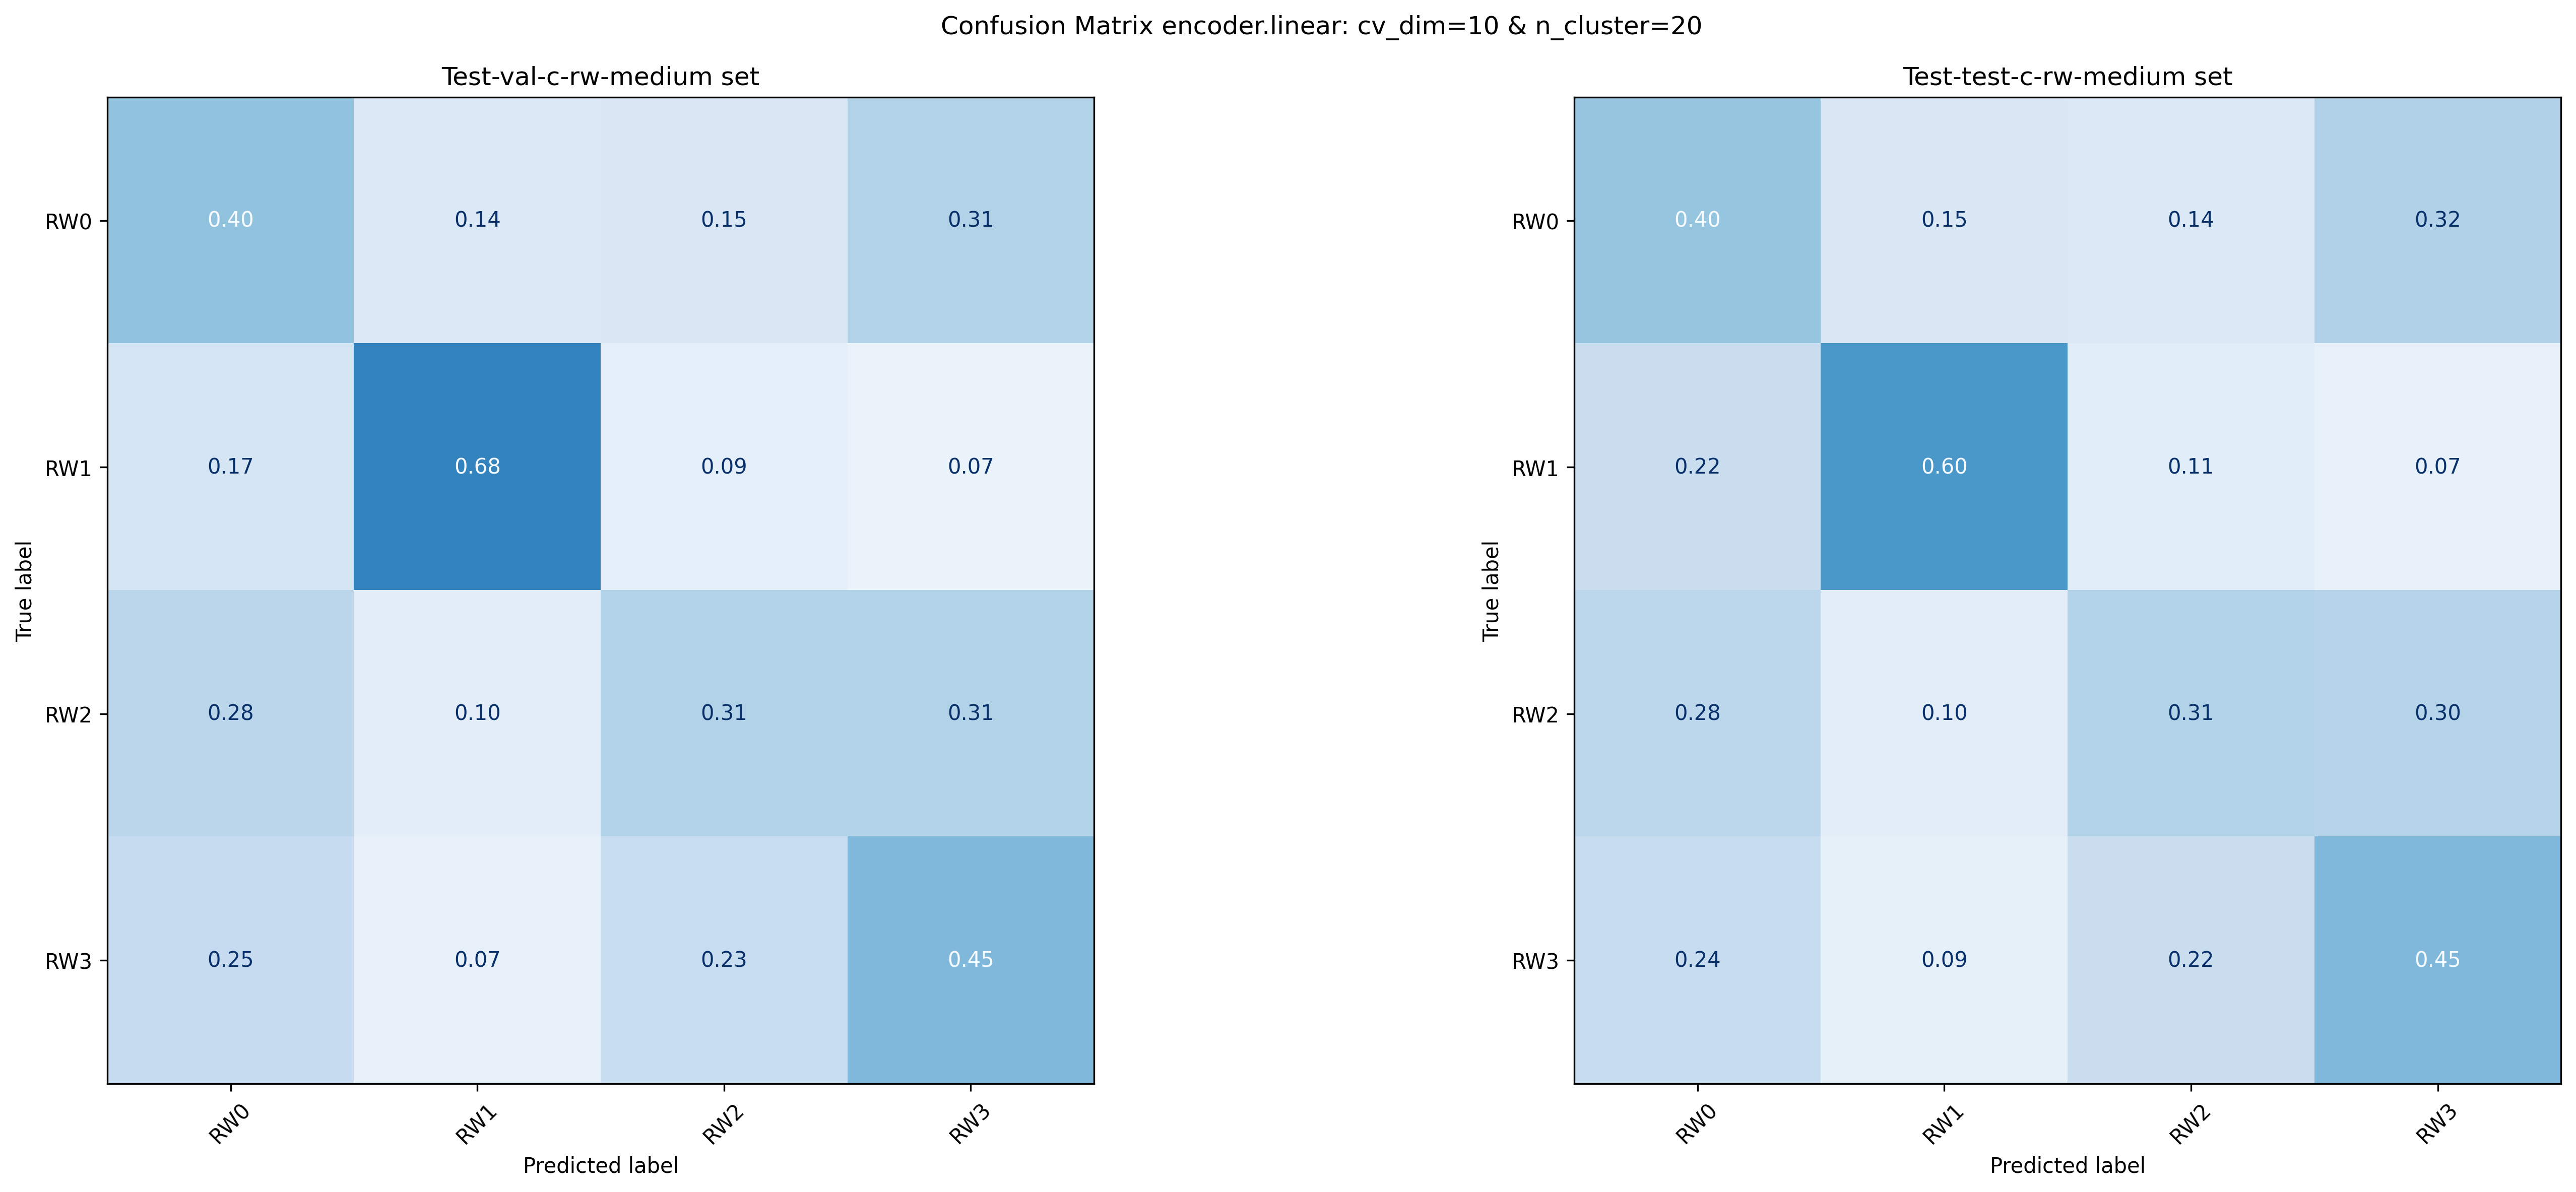 Confusion Matrix encoder.linear: cv_dim=10 & n_cluster=20
Test-val-c-rw-medium set
True label
RW0 0.40 0.14 0.15 0.31
RW1 0.17 0.68 0.09 0.07
RW2 0.28 0.10 0.31 0.31
RW3 0.25 0.07 0.23 0.45
RW0 RW1 RW2 RW3
Predicted label
Test-test-c-rw-medium set
True label
RW0 0.40 0.15 0.14 0.32
RW1 0.22 0.60 0.11 0.07
RW2 0.28 0.10 0.31 0.30
RW3 0.24 0.09 0.22 0.45
RW0 RW1 RW2 RW3
Predicted label